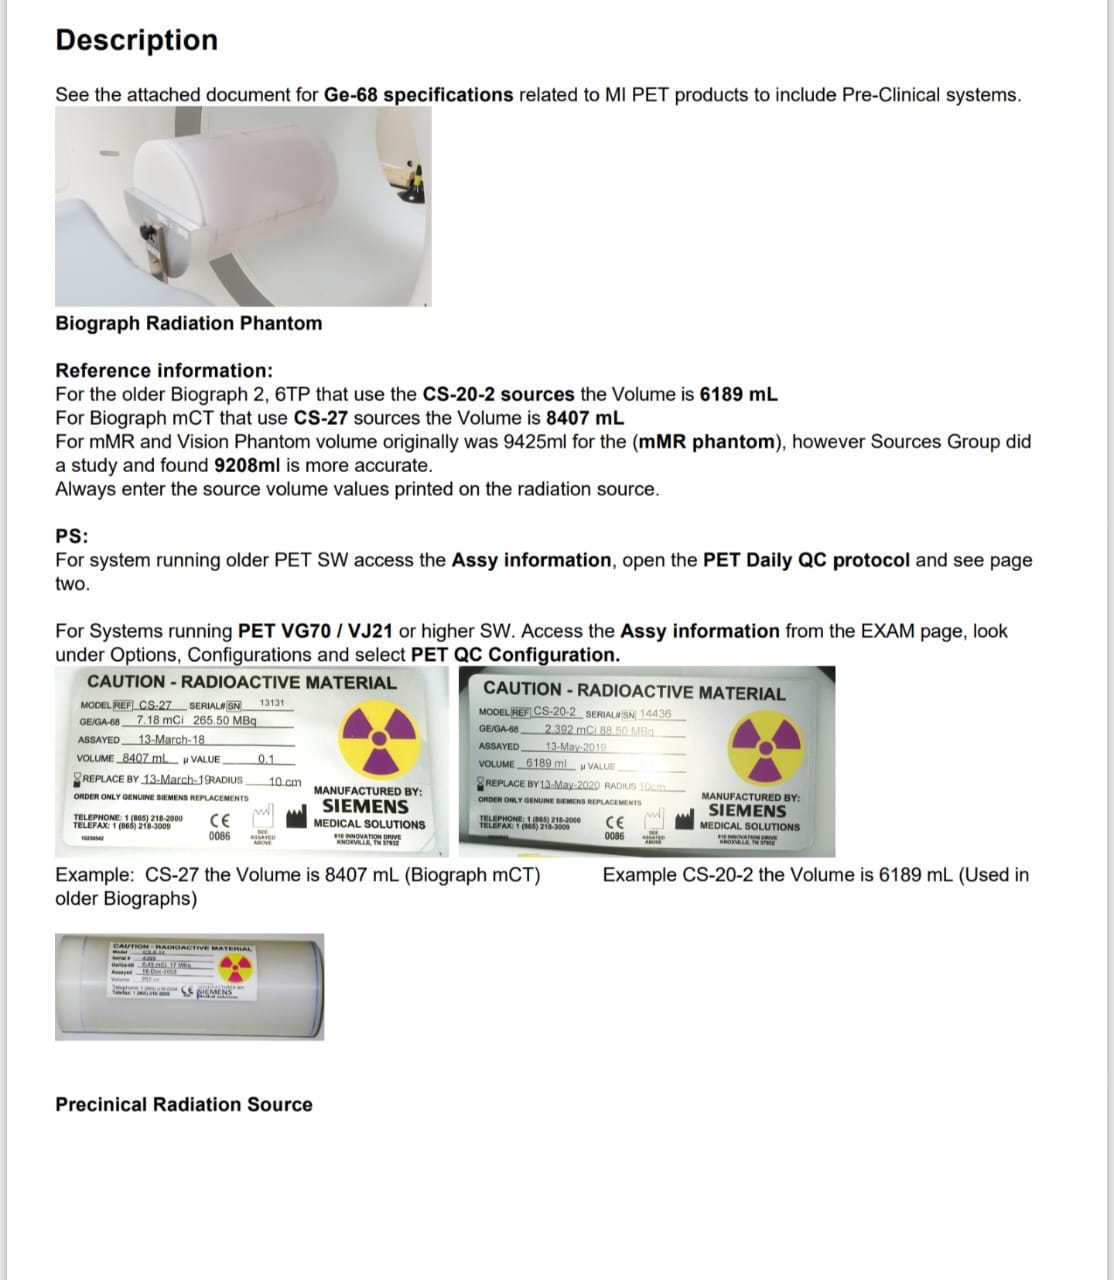 Description
See the attached document for Ge-68 specifications related to MI PET products to include Pre-Clinical systems.
Biograph Radiation Phantom
Reference information:
For the older Biograph 2, 6TP that use the CS-20-2 sources the Volume is 6189 mL
For Biograph mCT that use CS-27 sources the Volume is 8407 mL
For mMR and Vision Phantom volume originally was 9425ml for the (mMR phantom), however Sources Group did
a study and found 9208ml is more accurate.
Always enter the source volume values printed on the radiation source.
PS:
For system running older PET SW access the Assy information, open the PET Daily QC protocol and see page
two.
For Systems running PET VG70 / VJ21 or higher SW. Access the Assy information from the EXAM page, look
under Options, Configurations and select PET QC Configuration.
CAUTION - RADIOACTIVE MATERIAL
MODEL REF CS-27 SERIAL# SN 13131
GE/GA-68 7.18 mCi 265.50 MBq
ASSAYED 13-March-18
VOLUME 8407 mL µ VALUE 0.1
REPLACE BY 13-March-19 RADIUS 10 cm
ORDER ONLY GENUINE SIEMENS REPLACEMENTS
TELEPHONE: 1 (865) 218-2000
TELEFAX: 1 (865) 218-3009
CE
0086
SEE
ASSAYED
ABOVE
MANUFACTURED BY:
SIEMENS
MEDICAL SOLUTIONS
810 INNOVATION DRIVE
KNOXVILLE, TN 37932
CAUTION - RADIOACTIVE MATERIAL
MODEL REF CS-20-2 SERIAL# SN 14436
GE/GA-68 2.392 mCi 88.50 MBq
ASSAYED 13-May-2019
VOLUME 6189 ml µ VALUE
REPLACE BY 13-May-2020 RADIUS 10cm
ORDER ONLY GENUINE SIEMENS REPLACEMENTS
TELEPHONE: 1 (865) 218-2000
TELEFAX: 1 (865) 218-3009
CE
0086
SEE
ASSAYED
ABOVE
MANUFACTURED BY:
SIEMENS
MEDICAL SOLUTIONS
810 INNOVATION DRIVE
KNOXVILLE, TN 37932
Example: CS-27 the Volume is 8407 mL (Biograph mCT)
Example CS-20-2 the Volume is 6189 mL (Used in
older Biographs)
CAUTION - RADIOACTIVE MATERIAL
Model
Serial #
Assayed
Volume
CE
SIEMENS
Precinical Radiation Source